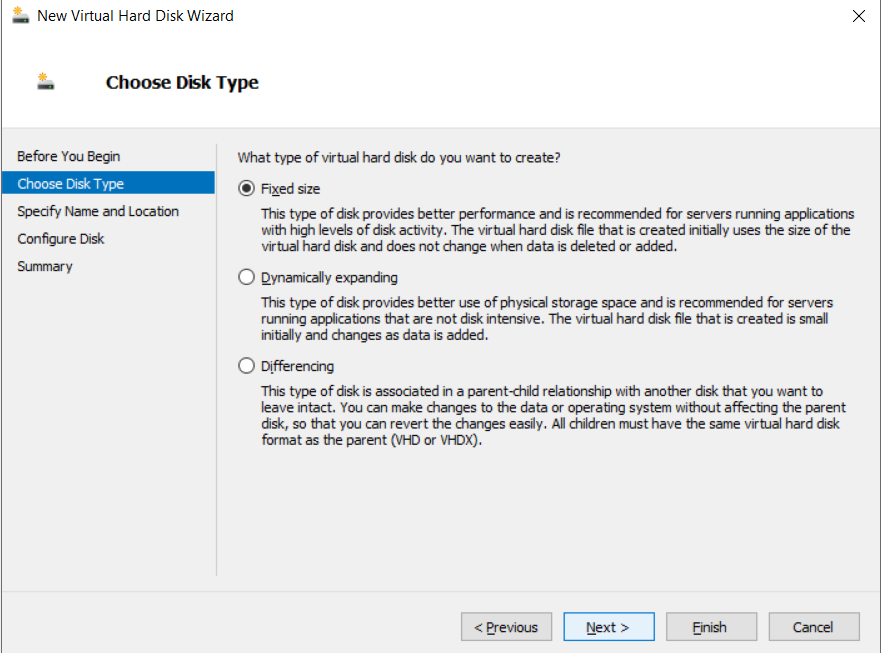 New Virtual Hard Disk Wizard
Choose Disk Type
Before You Begin
Choose Disk Type
Specify Name and Location
Configure Disk
Summary
What type of virtual hard disk do you want to create?
Fixed size
This type of disk provides better performance and is recommended for servers running applications
with high levels of disk activity. The virtual hard disk file that is created initially uses the size of the
virtual hard disk and does not change when data is deleted or added.
Dynamically expanding
This type of disk provides better use of physical storage space and is recommended for servers
running applications that are not disk intensive. The virtual hard disk file that is created is small
initially and changes as data is added.
Differencing
This type of disk is associated in a parent-child relationship with another disk that you want to
leave intact. You can make changes to the data or operating system without affecting the parent
disk, so that you can revert the changes easily. All children must have the same virtual hard disk
format as the parent (VHD or VHDX).
< Previous
Next >
Finish
Cancel